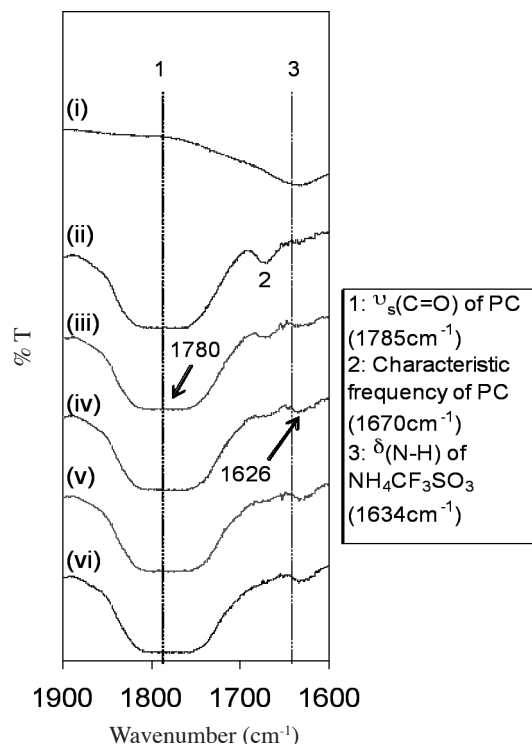 1 3
(i)
(ii)
2
(iii)
1780
(iv)
1626
(v)
(vi)
% T
1900 1800 1700 1600
Wavenumber (cm⁻¹)
1: υₛ(C=O) of PC
(1785cm⁻¹)
2: Characteristic
frequency of PC
(1670cm⁻¹)
3: δ(N-H) of
NH₄CF₃SO₃
(1634cm⁻¹)